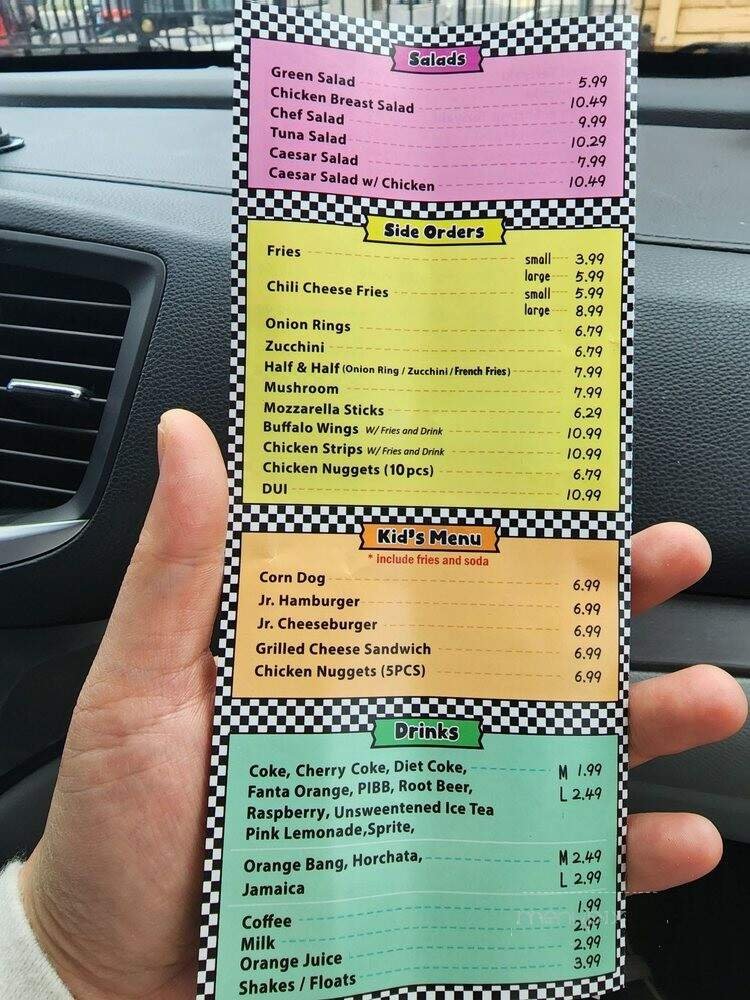 Salads
Green Salad 5.99
Chicken Breast Salad 10.49
Chef Salad 9.99
Tuna Salad 10.29
Caesar Salad 7.99
Caesar Salad w/ Chicken 10.49
Side Orders
Fries small 3.99
large 5.99
Chili Cheese Fries small 5.99
large 8.99
Onion Rings 6.79
Zucchini 6.79
Half & Half (Onion Ring / Zucchini / French Fries) 7.99
Mushroom 7.99
Mozzarella Sticks 6.29
Buffalo Wings W/ Fries and Drink 10.99
Chicken Strips W/ Fries and Drink 10.99
Chicken Nuggets (10pcs) 6.79
DUI 10.99
Kid's Menu
* include fries and soda
Corn Dog 6.99
Jr. Hamburger 6.99
Jr. Cheeseburger 6.99
Grilled Cheese Sandwich 6.99
Chicken Nuggets (5PCS) 6.99
Drinks
Coke, Cherry Coke, Diet Coke, M 1.99
Fanta Orange, PIBB, Root Beer, L 2.49
Raspberry, Unsweetened Ice Tea
Pink Lemonade,Sprite,
Orange Bang, Horchata, M 2.49
Jamaica L 2.99
Coffee 1.99
Milk 2.99
Orange Juice 2.99
Shakes / Floats 3.99